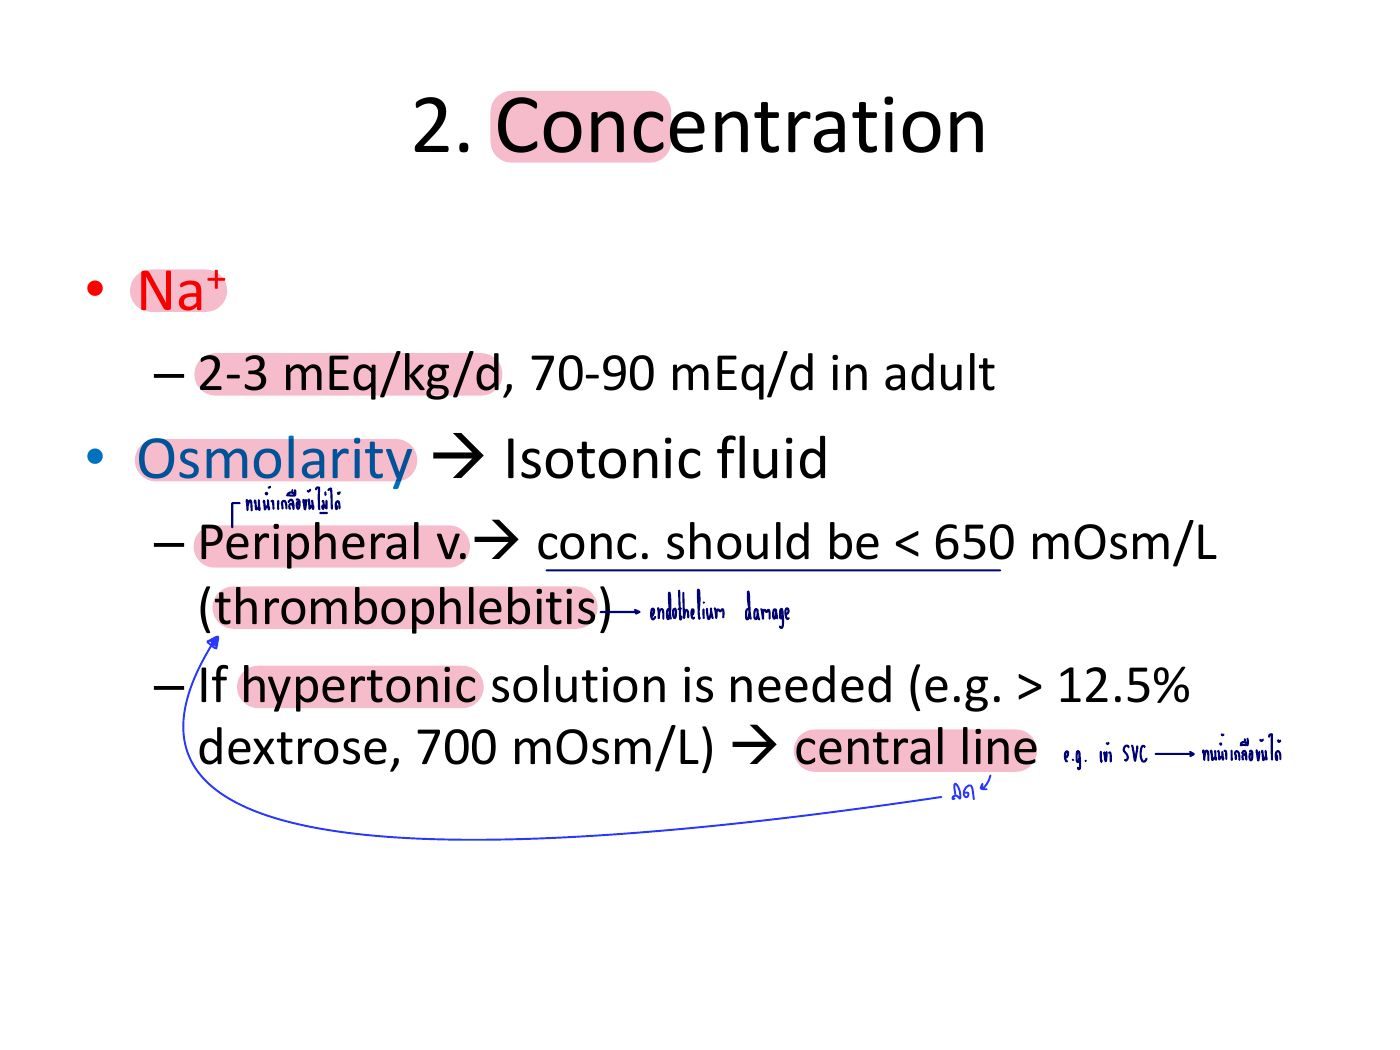 2. Concentration
• Na⁺
– 2-3 mEq/kg/d, 70-90 mEq/d in adult
• Osmolarity → Isotonic fluid
ทนน้ำเกลือข้นไม่ได้
– Peripheral v.→ conc. should be < 650 mOsm/L
(thrombophlebitis) → endothelium damage
– If hypertonic solution is needed (e.g. > 12.5%
dextrose, 700 mOsm/L) → central line e.g. เข้า SVC → ทนน้ำเกลือข้นได้
ลด